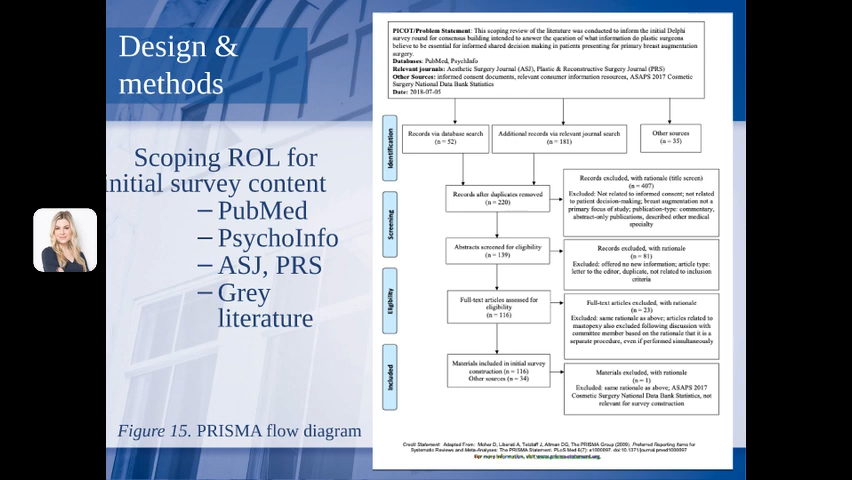 Design &
methods
Scoping ROL for
initial survey content
– PubMed
– PsychoInfo
– ASJ, PRS
– Grey
literature
Figure 15. PRISMA flow diagram
PICOT/Problem Statement: This scoping review of the literature was conducted to inform the initial Delphi
survey round for consensus building intended to answer the question of what information do plastic surgeons
believe to be essential for informed shared decision making in patients presenting for primary breast augmentation
surgery.
Databases: PubMed, PsychInfo
Relevant journals: Aesthetic Surgery Journal (ASJ), Plastic & Reconstructive Surgery Journal (PRS)
Other Sources: informed consent documents, relevant consumer information resources, ASAPS 2017 Cosmetic
Surgery National Data Bank Statistics
Date: 2018-07-05
Identification
Records via database search
(n = 52)
Additional records via relevant journal search
(n = 181)
Other sources
(n = 35)
Screening
Records after duplicates removed
(n = 220)
Records excluded, with rationale (title screen)
(n = 407)
Excluded: Not related to informed consent; not related
to patient decision-making; breast augmentation not a
primary focus of study; publication-type: commentary,
abstract-only publications, described other medical
specialty
Abstracts screened for eligibility
(n = 139)
Records excluded, with rationale
(n = 81)
Excluded: offered no new information; article type:
letter to the editor, duplicate, not related to inclusion
criteria
Eligibility
Full-text articles assessed for
eligibility
(n = 116)
Full-text articles excluded, with rationale
(n = 23)
Excluded: same rationale as above; articles related to
mastopexy also excluded following discussion with
committee member based on the rationale that it is a
separate procedure, even if performed simultaneously
Included
Materials included in initial survey
construction (n = 116)
Other sources (n = 34)
Materials excluded, with rationale
(n = 1)
Excluded: same rationale as above; ASAPS 2017
Cosmetic Surgery National Data Bank Statistics, not
relevant for survey construction
Credit Statement: Adapted From: Moher D, Liberati A, Tetzlaff J, Altman DG, The PRISMA Group (2009). Preferred Reporting Items for
Systematic Reviews and Meta-Analyses: The PRISMA Statement. PLoS Med 6(7): e1000097. doi:10.1371/journal.pmed1000097
For more information, visit www.prisma-statement.org.